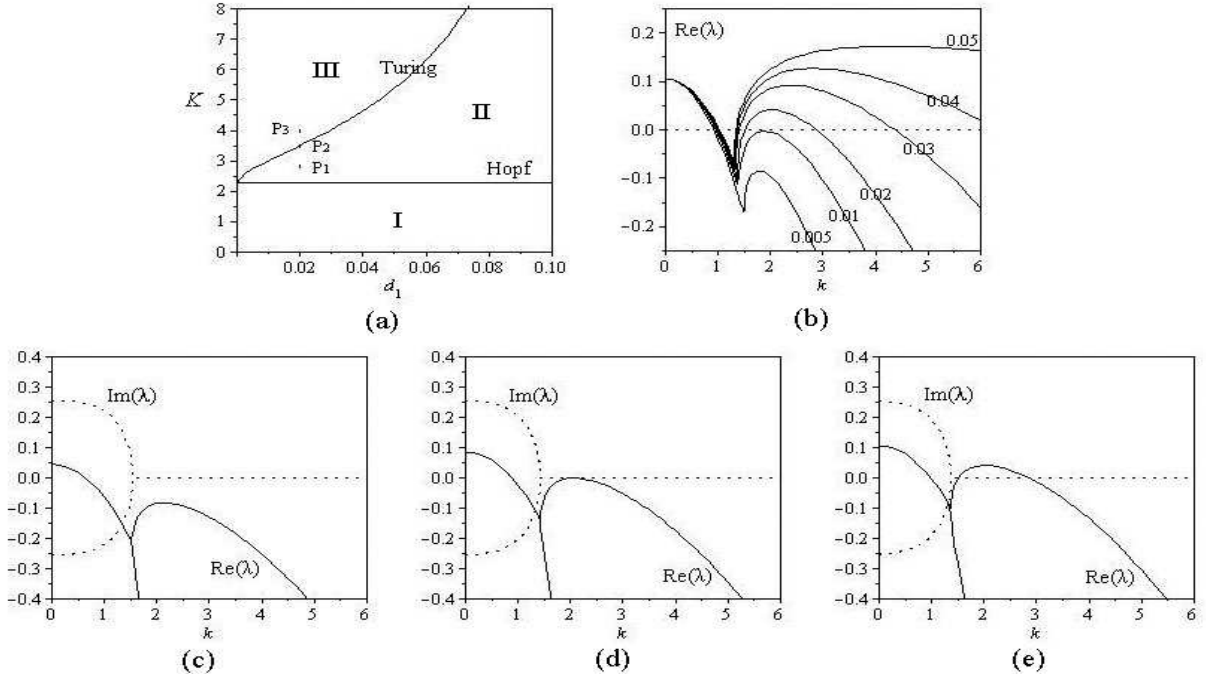 8
7
6
5
4
3
2
1
0
K
III
Turing
II
P3
P2
P1
Hopf
I
0.02
0.04
0.06
0.08
0.10
d1
(a)
0.2
0.1
0.0
−0.1
−0.2
Re(λ)
0.05
0.04
0.03
0.02
0.01
0.005
0 1 2 3 4 5 6
k
(b)
0.4
0.3
0.2
0.1
0.0
−0.1
−0.2
−0.3
−0.4
Im(λ)
Re(λ)
0 1 2 3 4 5 6
k
(c)
0.4
0.3
0.2
0.1
0.0
−0.1
−0.2
−0.3
−0.4
Im(λ)
Re(λ)
0 1 2 3 4 5 6
k
(d)
0.4
0.3
0.2
0.1
0.0
−0.1
−0.2
−0.3
−0.4
Im(λ)
Re(λ)
0 1 2 3 4 5 6
k
(e)